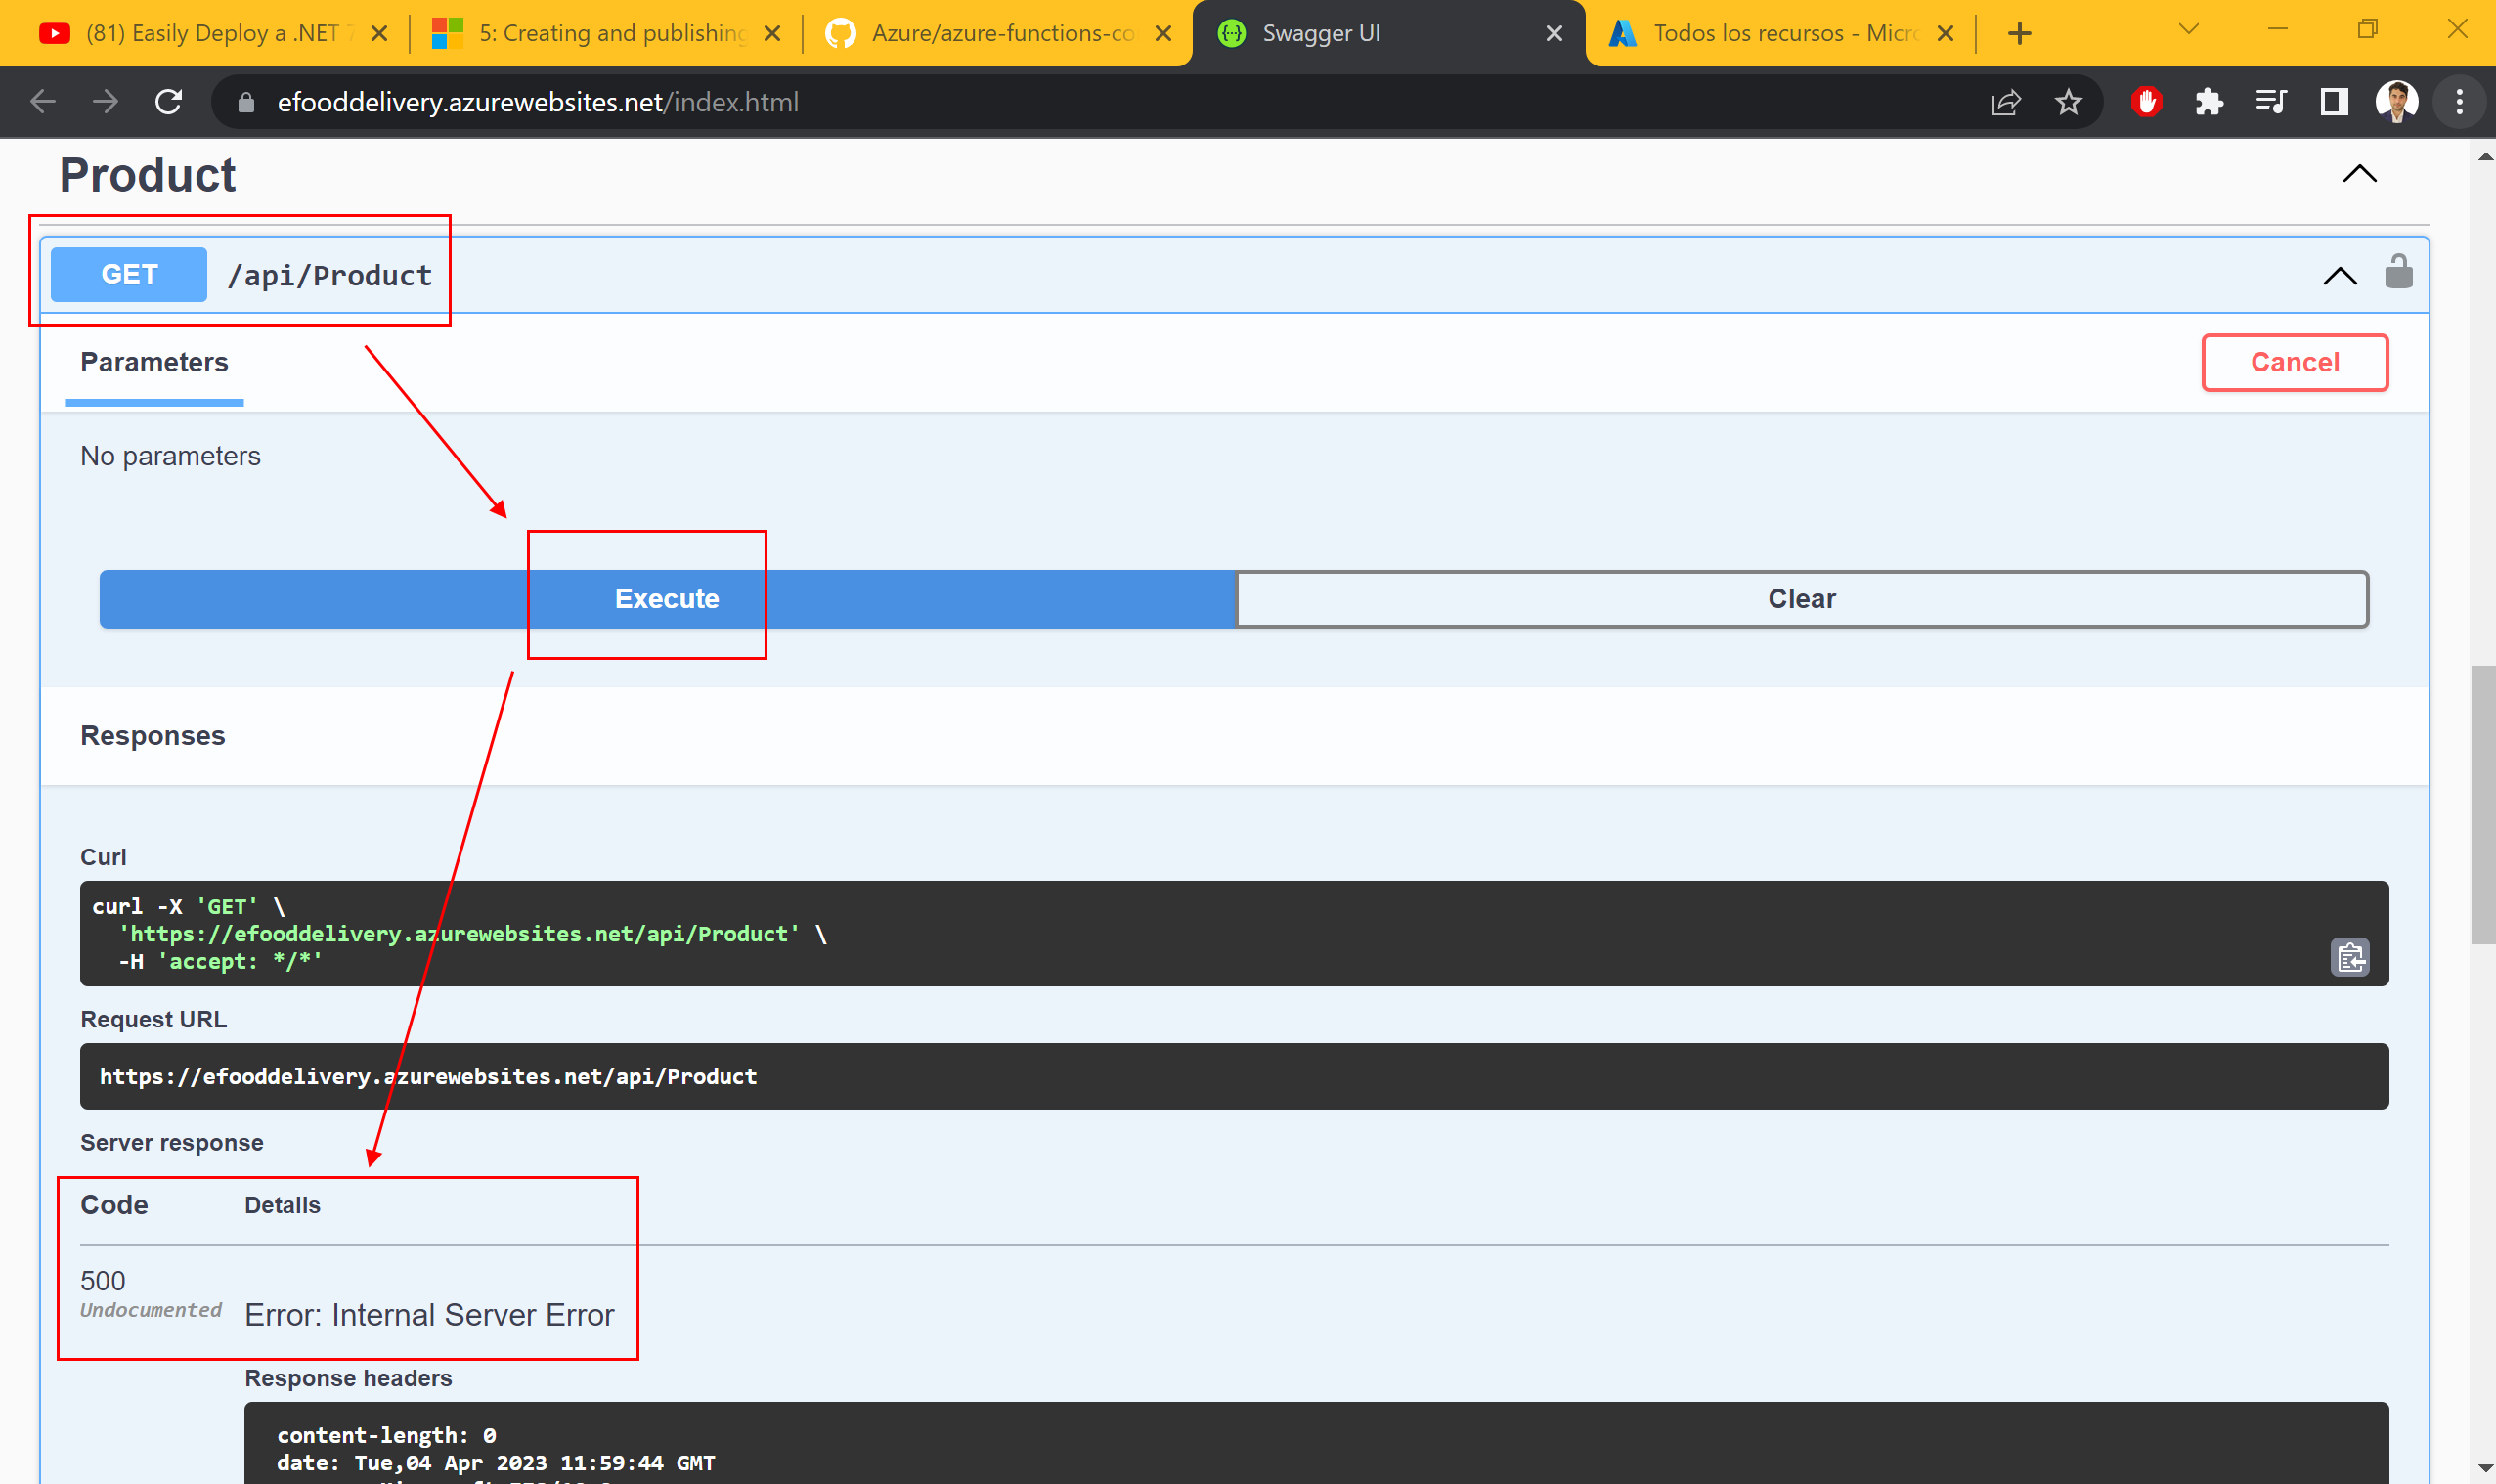 (81) Easily Deploy a .NET 7
5: Creating and publishing
Azure/azure-functions-co
Swagger UI
Todos los recursos - Micro
efooddelivery.azurewebsites.net/index.html
Product
GET /api/Product
Parameters
Cancel
No parameters
Execute
Clear
Responses
Curl
curl -X 'GET' \
'https://efooddelivery.azurewebsites.net/api/Product' \
-H 'accept: */*'
Request URL
https://efooddelivery.azurewebsites.net/api/Product
Server response
Code Details
500
Undocumented
Error: Internal Server Error
Response headers
content-length: 0
date: Tue,04 Apr 2023 11:59:44 GMT